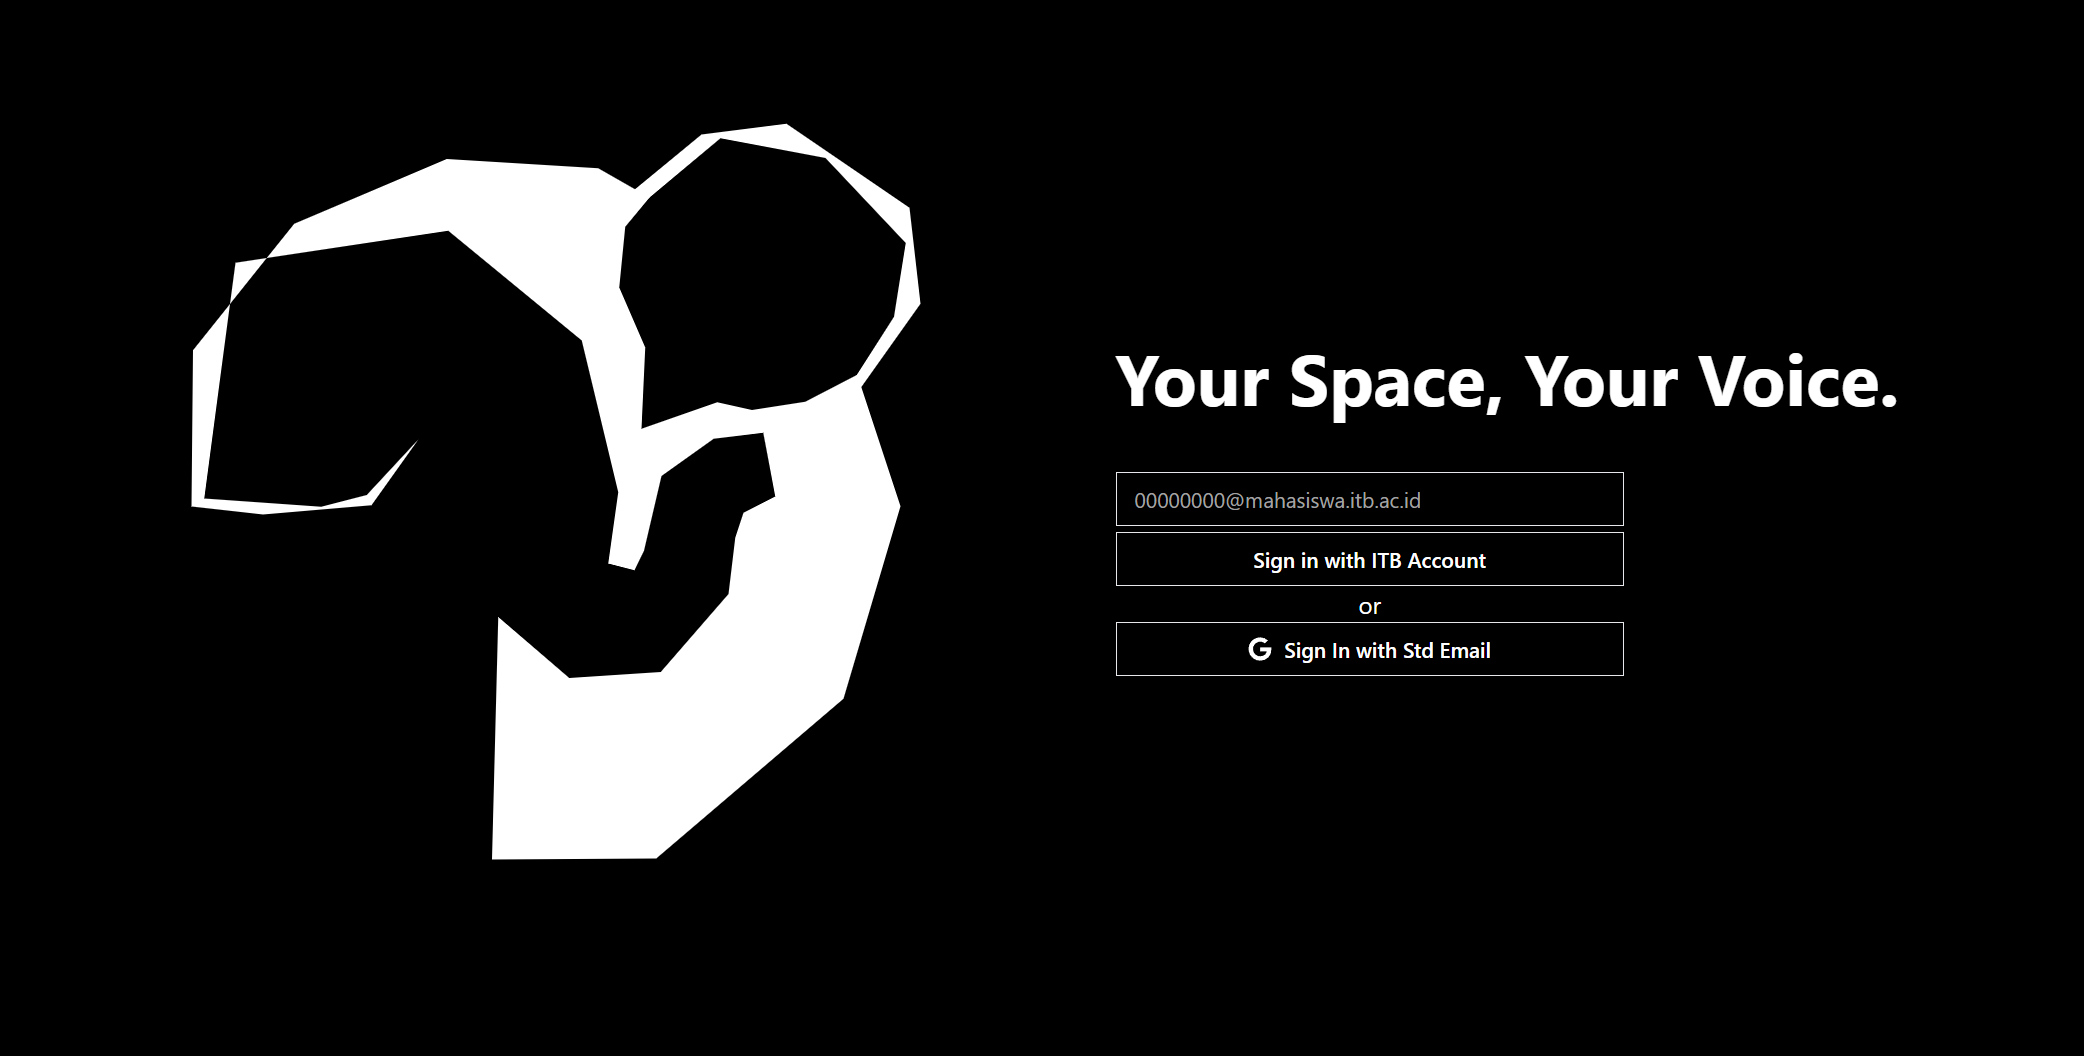 Your Space, Your Voice.
00000000@mahasiswa.itb.ac.id
Sign in with ITB Account
or
Sign In with Std Email